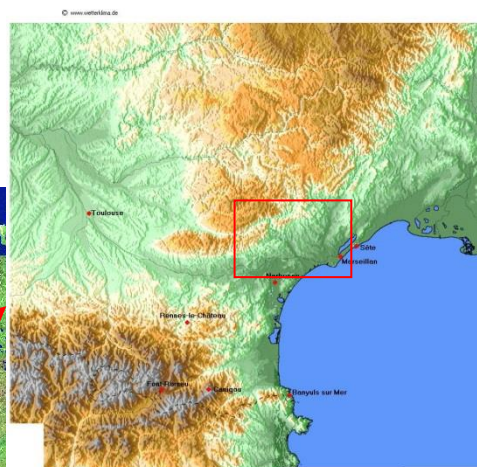 © www.wetterklima.de
Toulouse
Sète
Marseillan
Narbonne
Rennes-le-Château
Font-Romeu
Canigou
Banyuls sur Mer